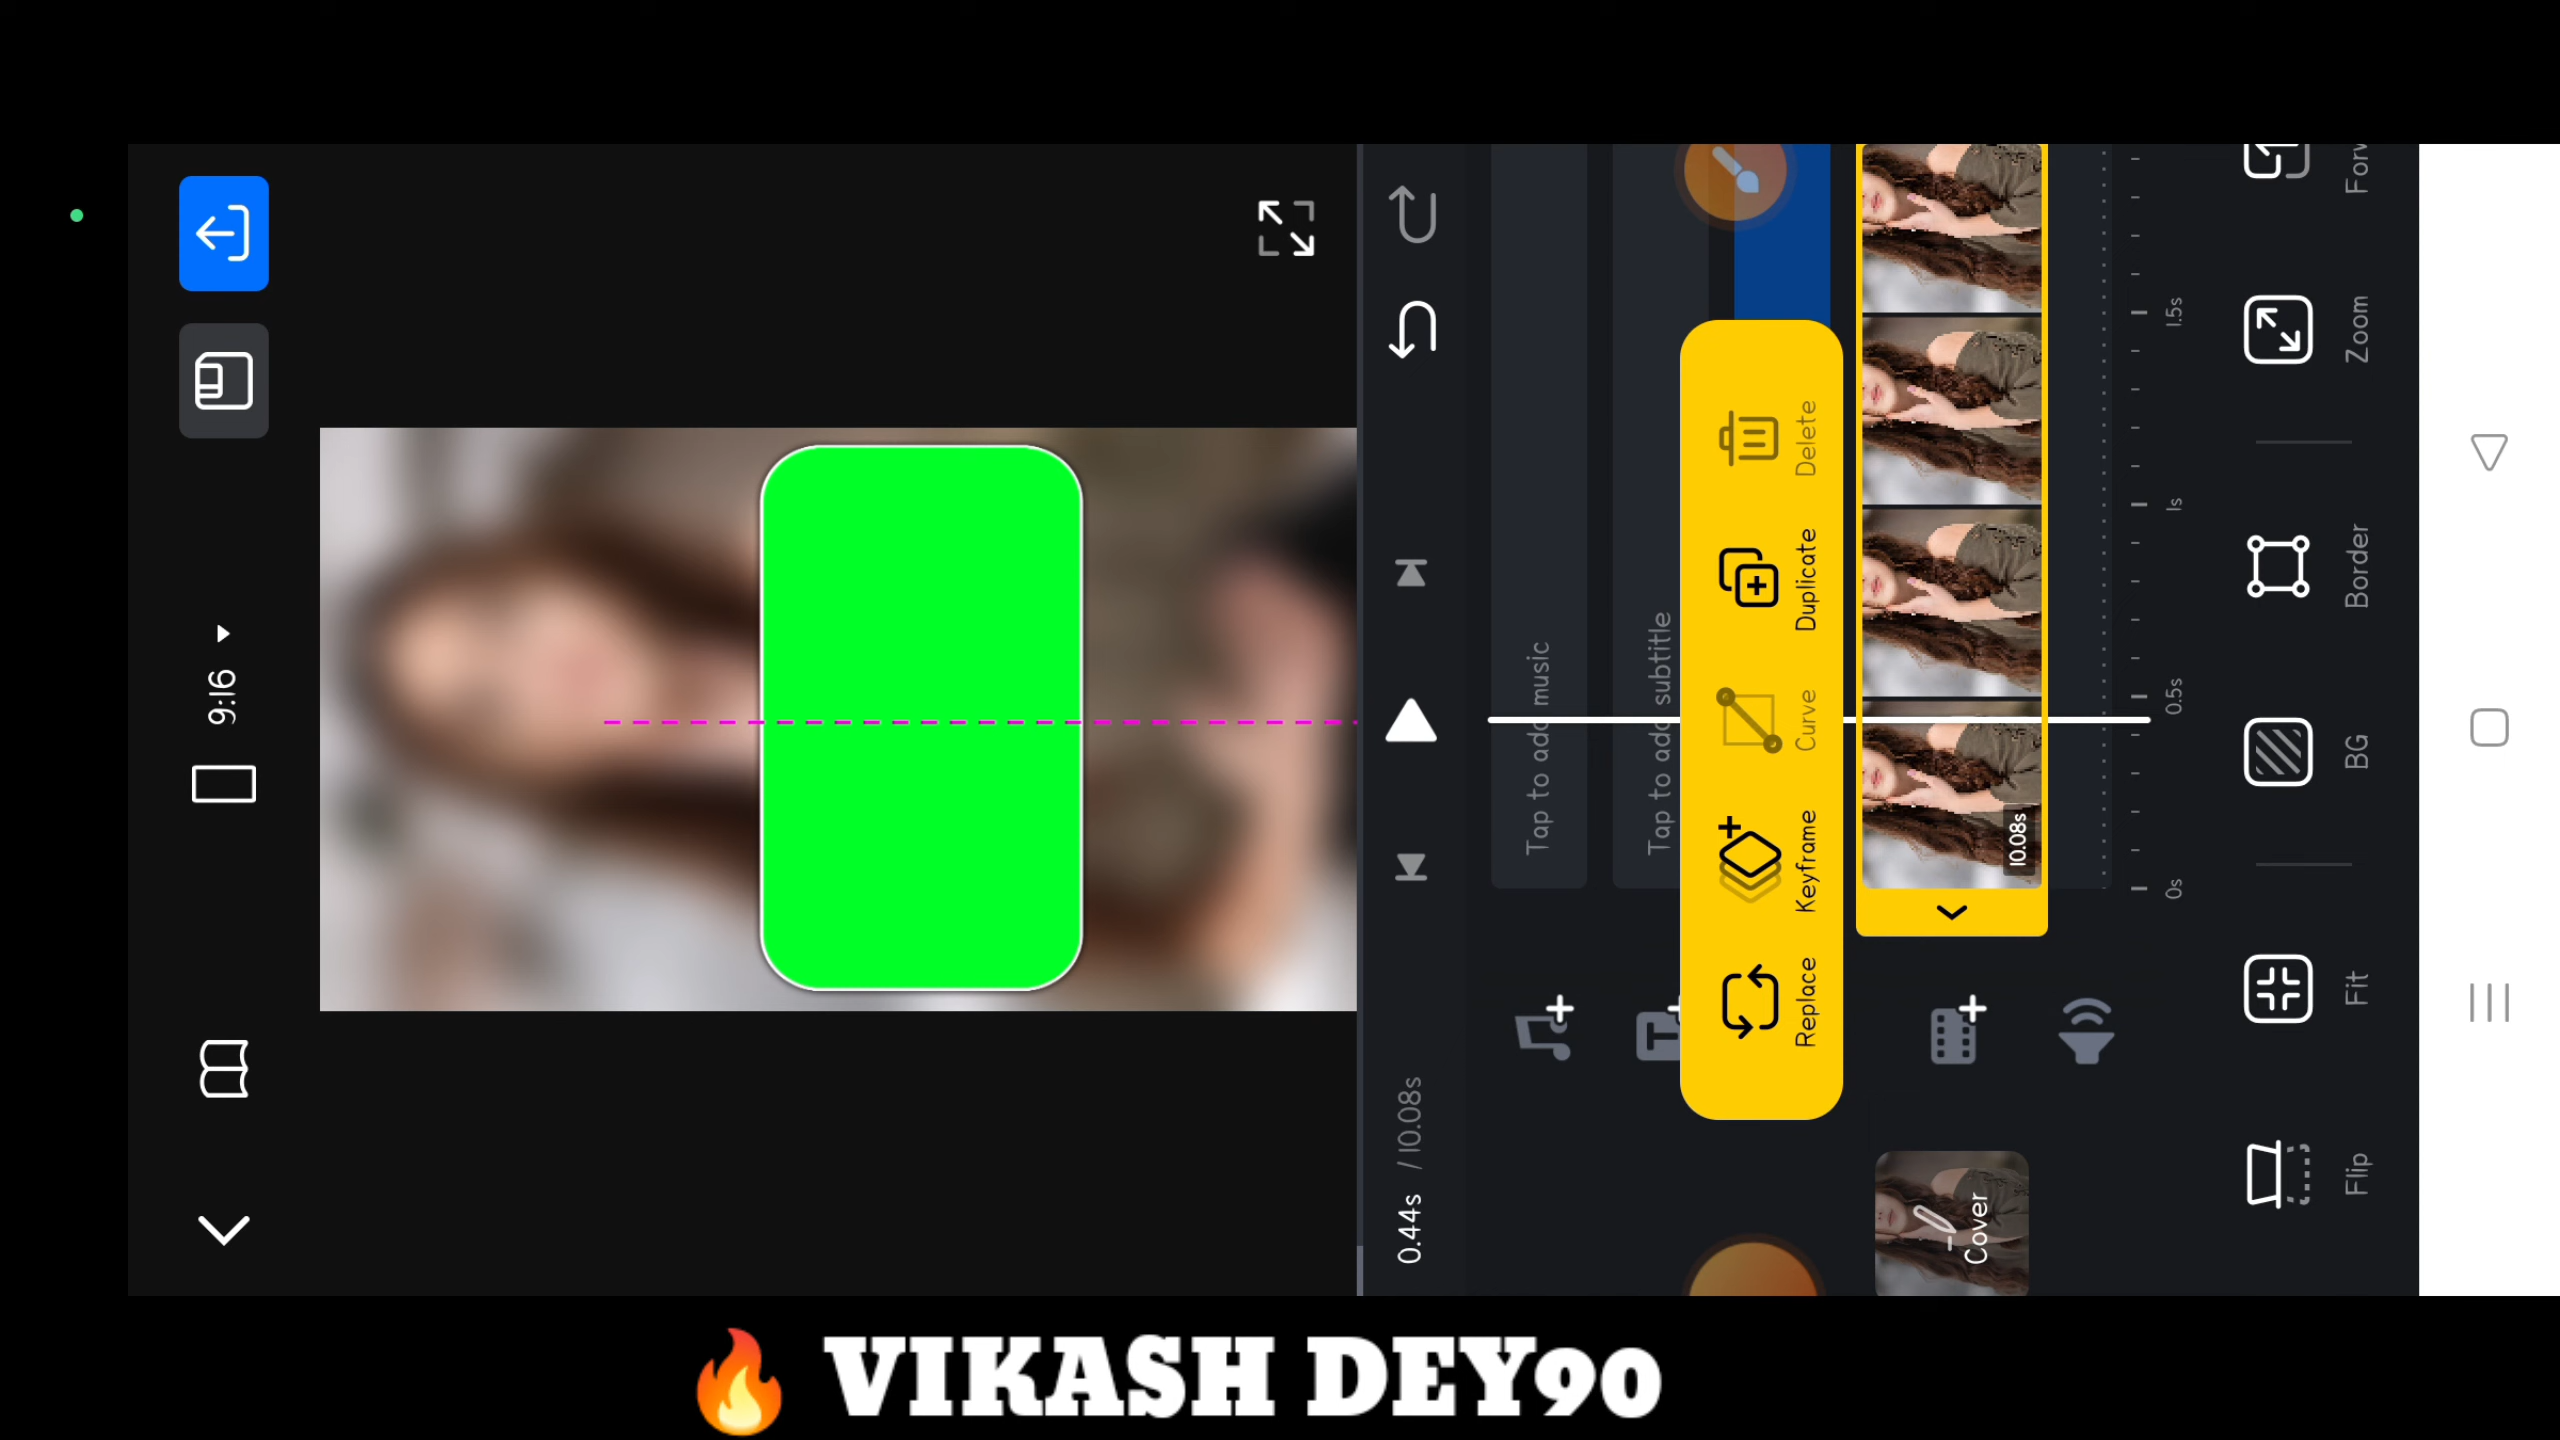 9:16
0.44s / 10.08s
Tap to add music
Tap to add subtitle
Replace
Keyframe
Curve
Duplicate
Delete
Cover
10.08s
0s
0.5s
1s
1.5s
Flip
Fit
BG
Border
Zoom
Forw
🔥 VIKASH DEY90